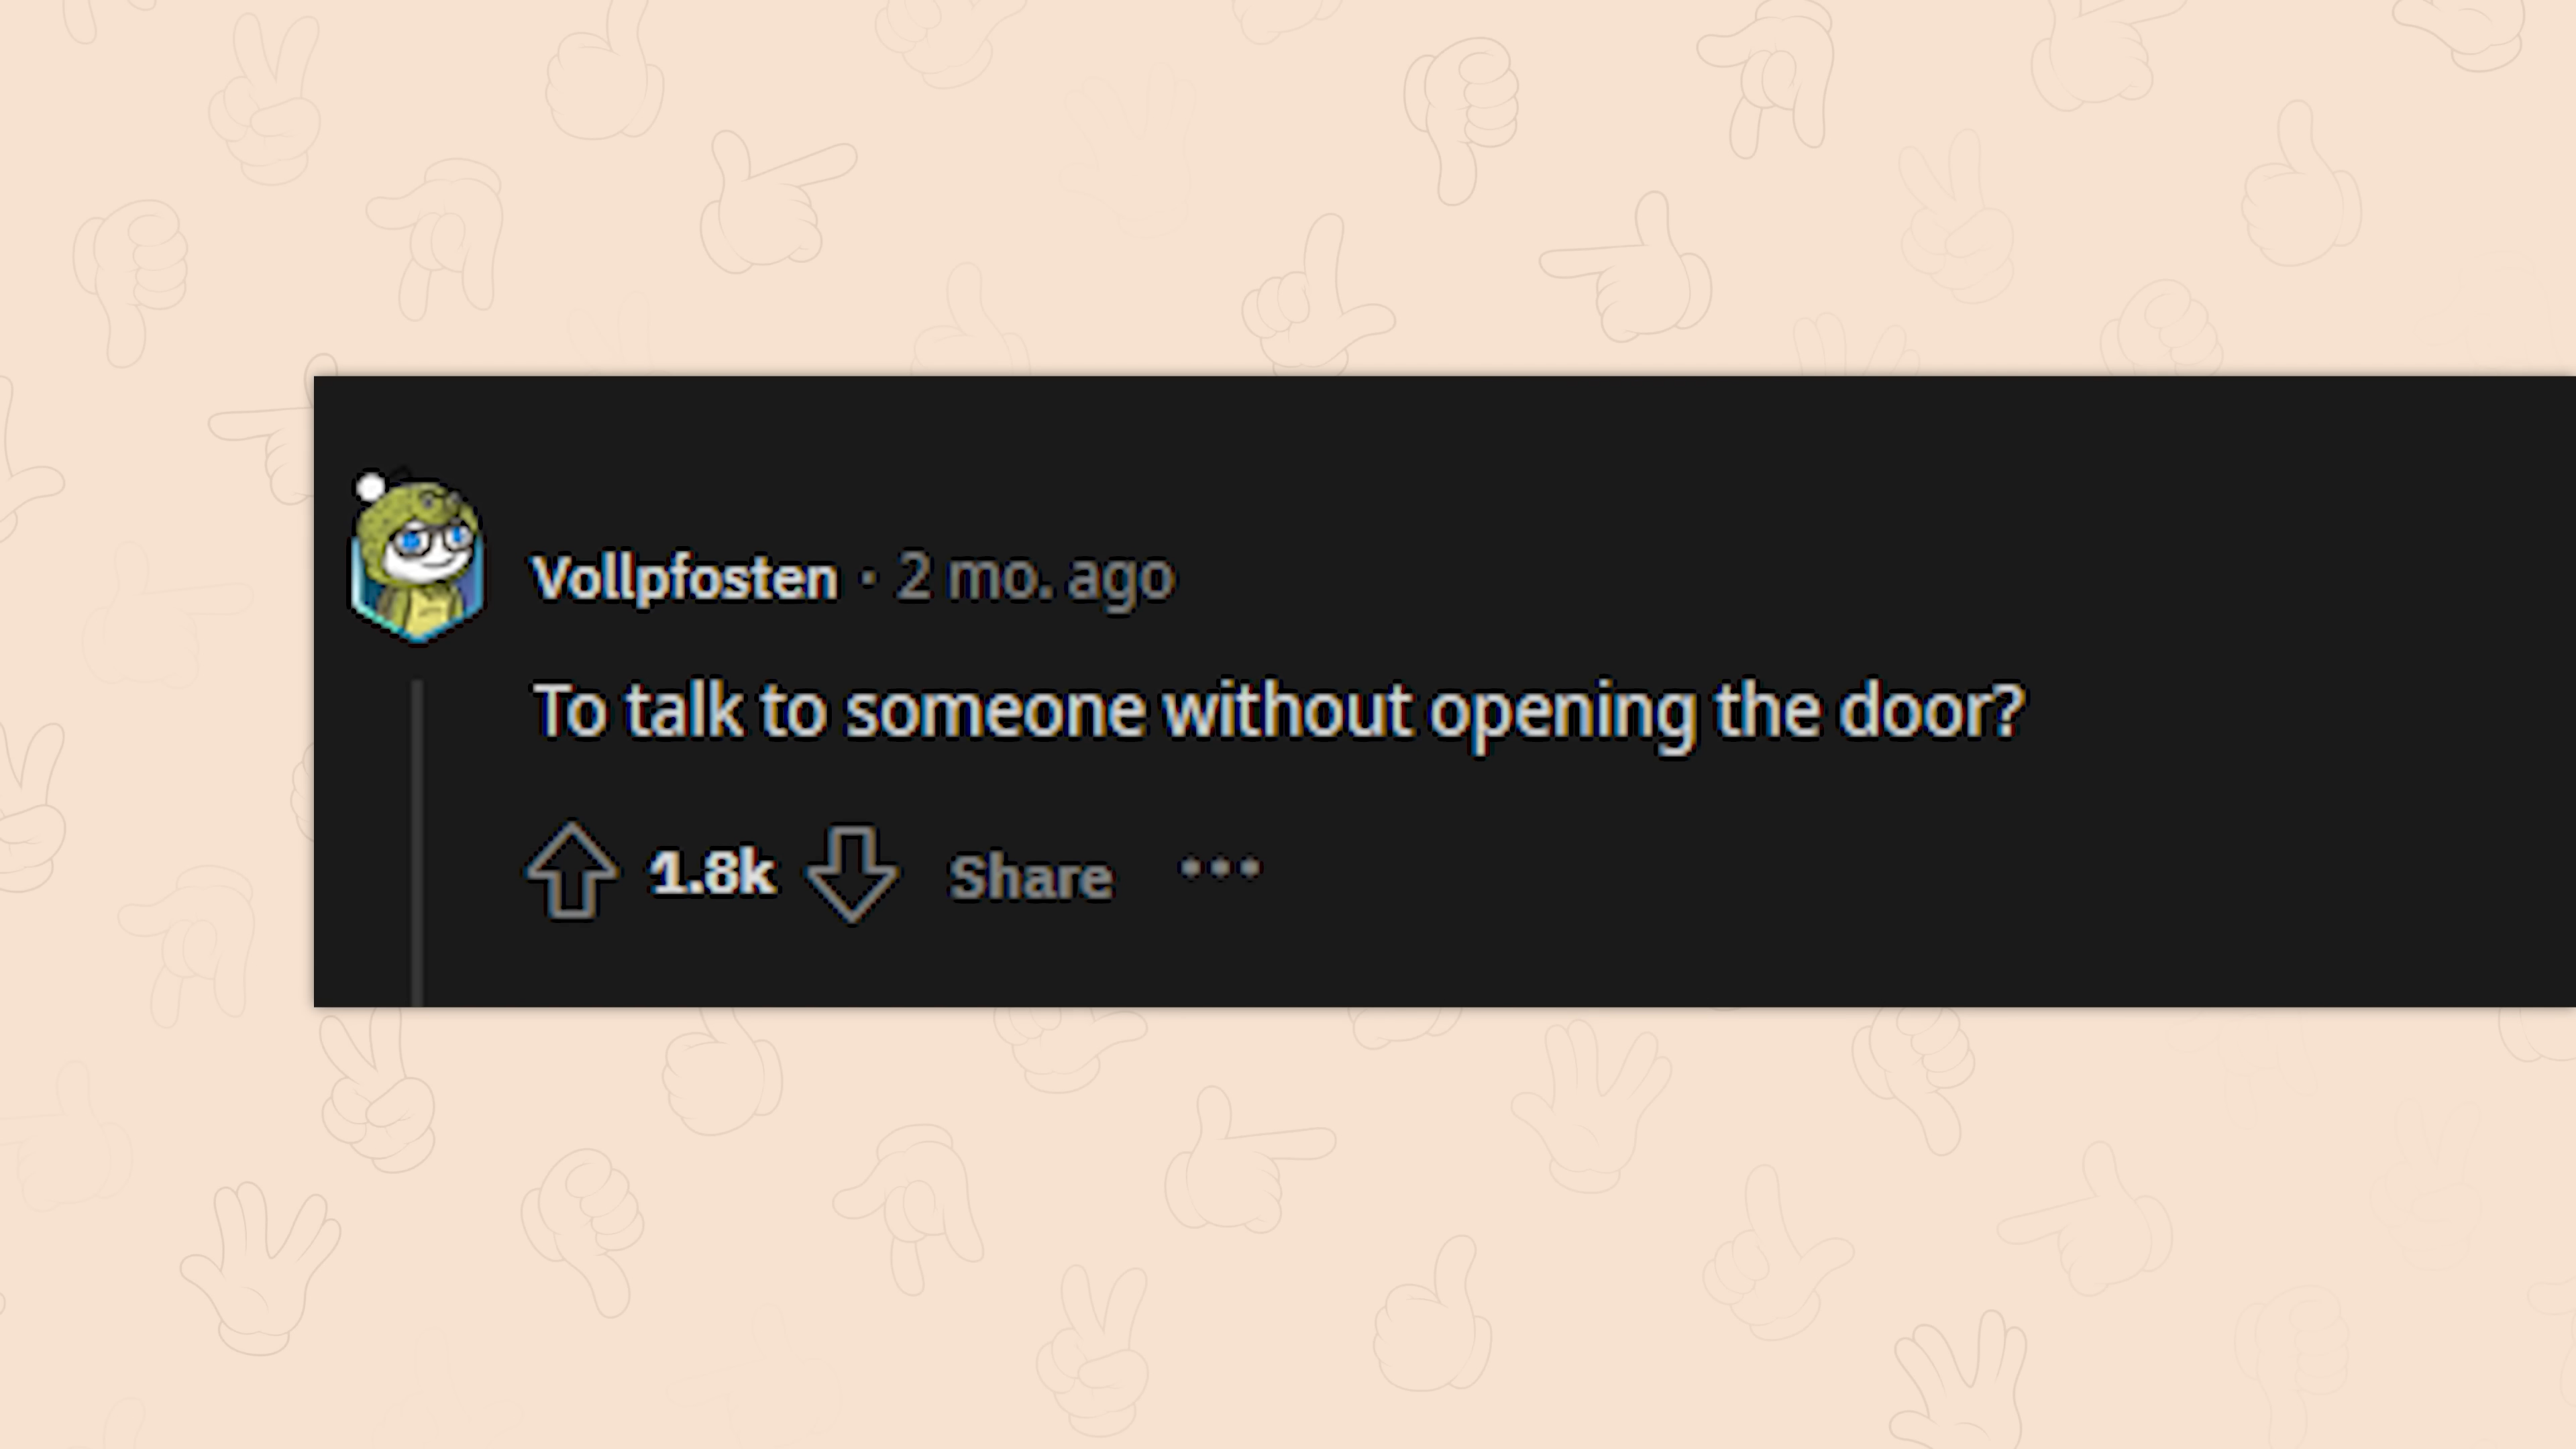 Vollpfosten · 2 mo. ago
To talk to someone without opening the door?
1.8k Share ···